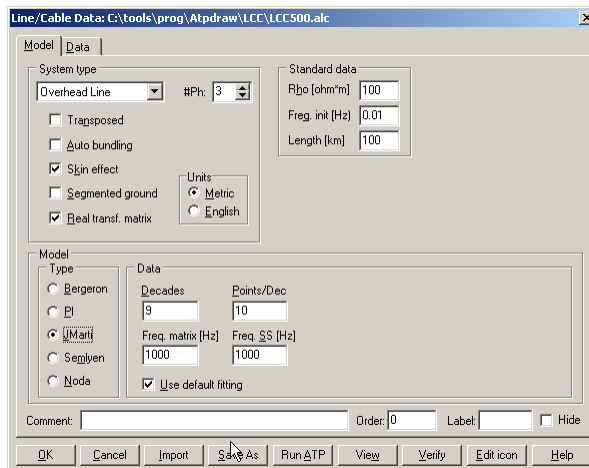 Line/Cable Data: C:\tools\prog\Atpdraw\LCC\LCC500.alc
Model Data
System type
Overhead Line #Ph: 3
Transposed
Auto bundling
Skin effect
Segmented ground
Real transf. matrix
Units
Metric
English
Standard data
Rho [ohm*m] 100
Freq. init [Hz] 0.01
Length [km] 100
Model
Type
Bergeron
PI
JMarti
Semlyen
Noda
Data
Decades Points/Dec
9 10
Freq. matrix [Hz] Freq. SS [Hz]
1000 1000
Use default fitting
Comment: Order: 0 Label: Hide
OK Cancel Import Save As Run ATP View Verify Edit icon Help